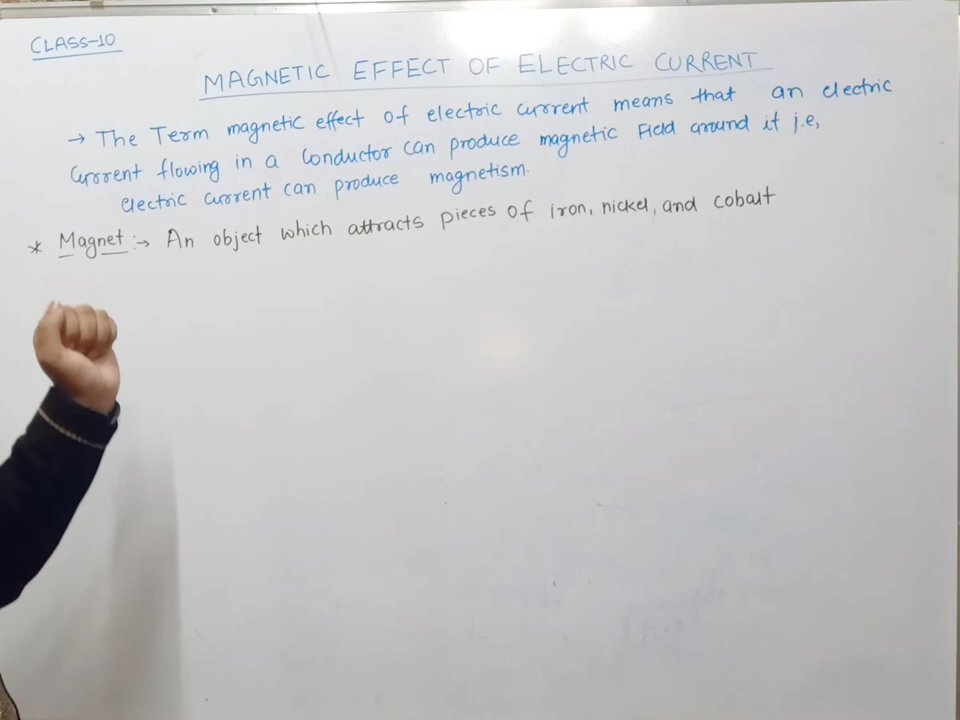 CLASS-10
MAGNETIC EFFECT OF ELECTRIC CURRENT
→ The Term magnetic effect of electric current means that an electric
current flowing in a conductor can produce magnetic Field around it i.e,
electric current can produce magnetism.
* Magnet :→ An object which attracts pieces of iron, nickel, and cobalt